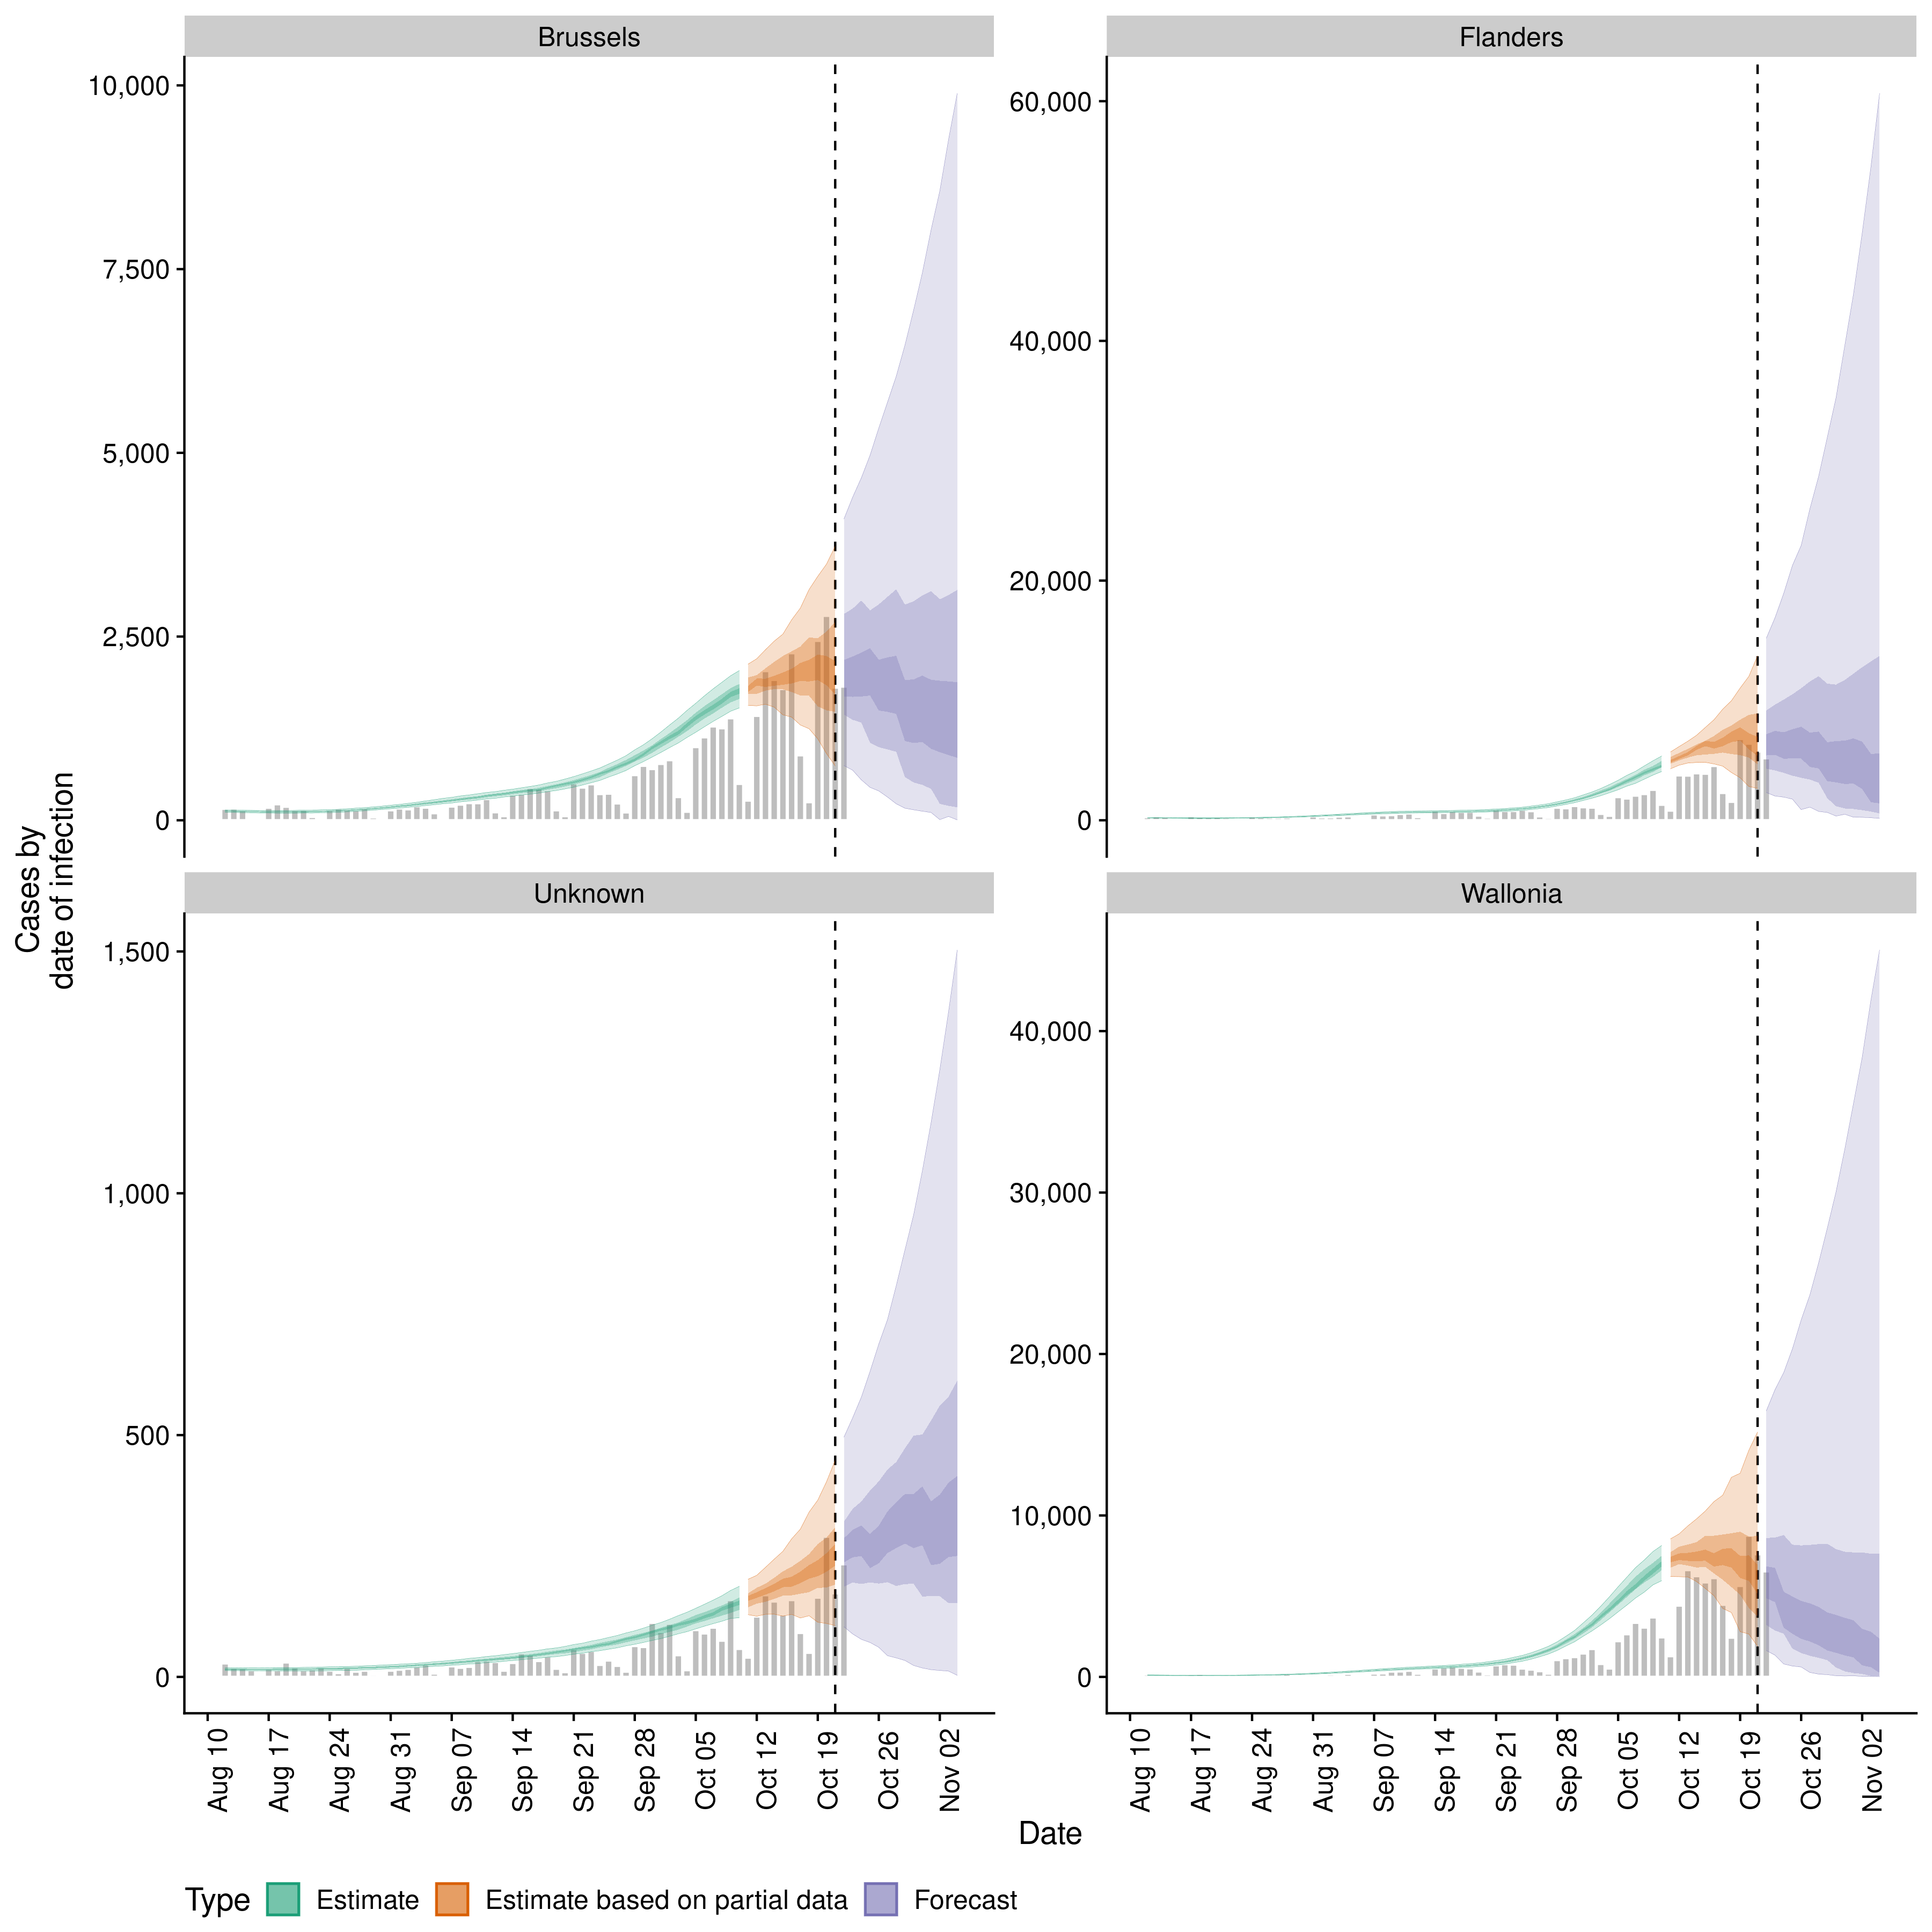 Brussels
Flanders
10,000
7,500
5,000
2,500
0
60,000
40,000
20,000
0
Cases by
date of infection
Unknown
Wallonia
1,500
1,000
500
0
40,000
30,000
20,000
10,000
0
Aug 10
Aug 17
Aug 24
Aug 31
Sep 07
Sep 14
Sep 21
Sep 28
Oct 05
Oct 12
Oct 19
Oct 26
Nov 02
Aug 10
Aug 17
Aug 24
Aug 31
Sep 07
Sep 14
Sep 21
Sep 28
Oct 05
Oct 12
Oct 19
Oct 26
Nov 02
Date
Type Estimate Estimate based on partial data Forecast